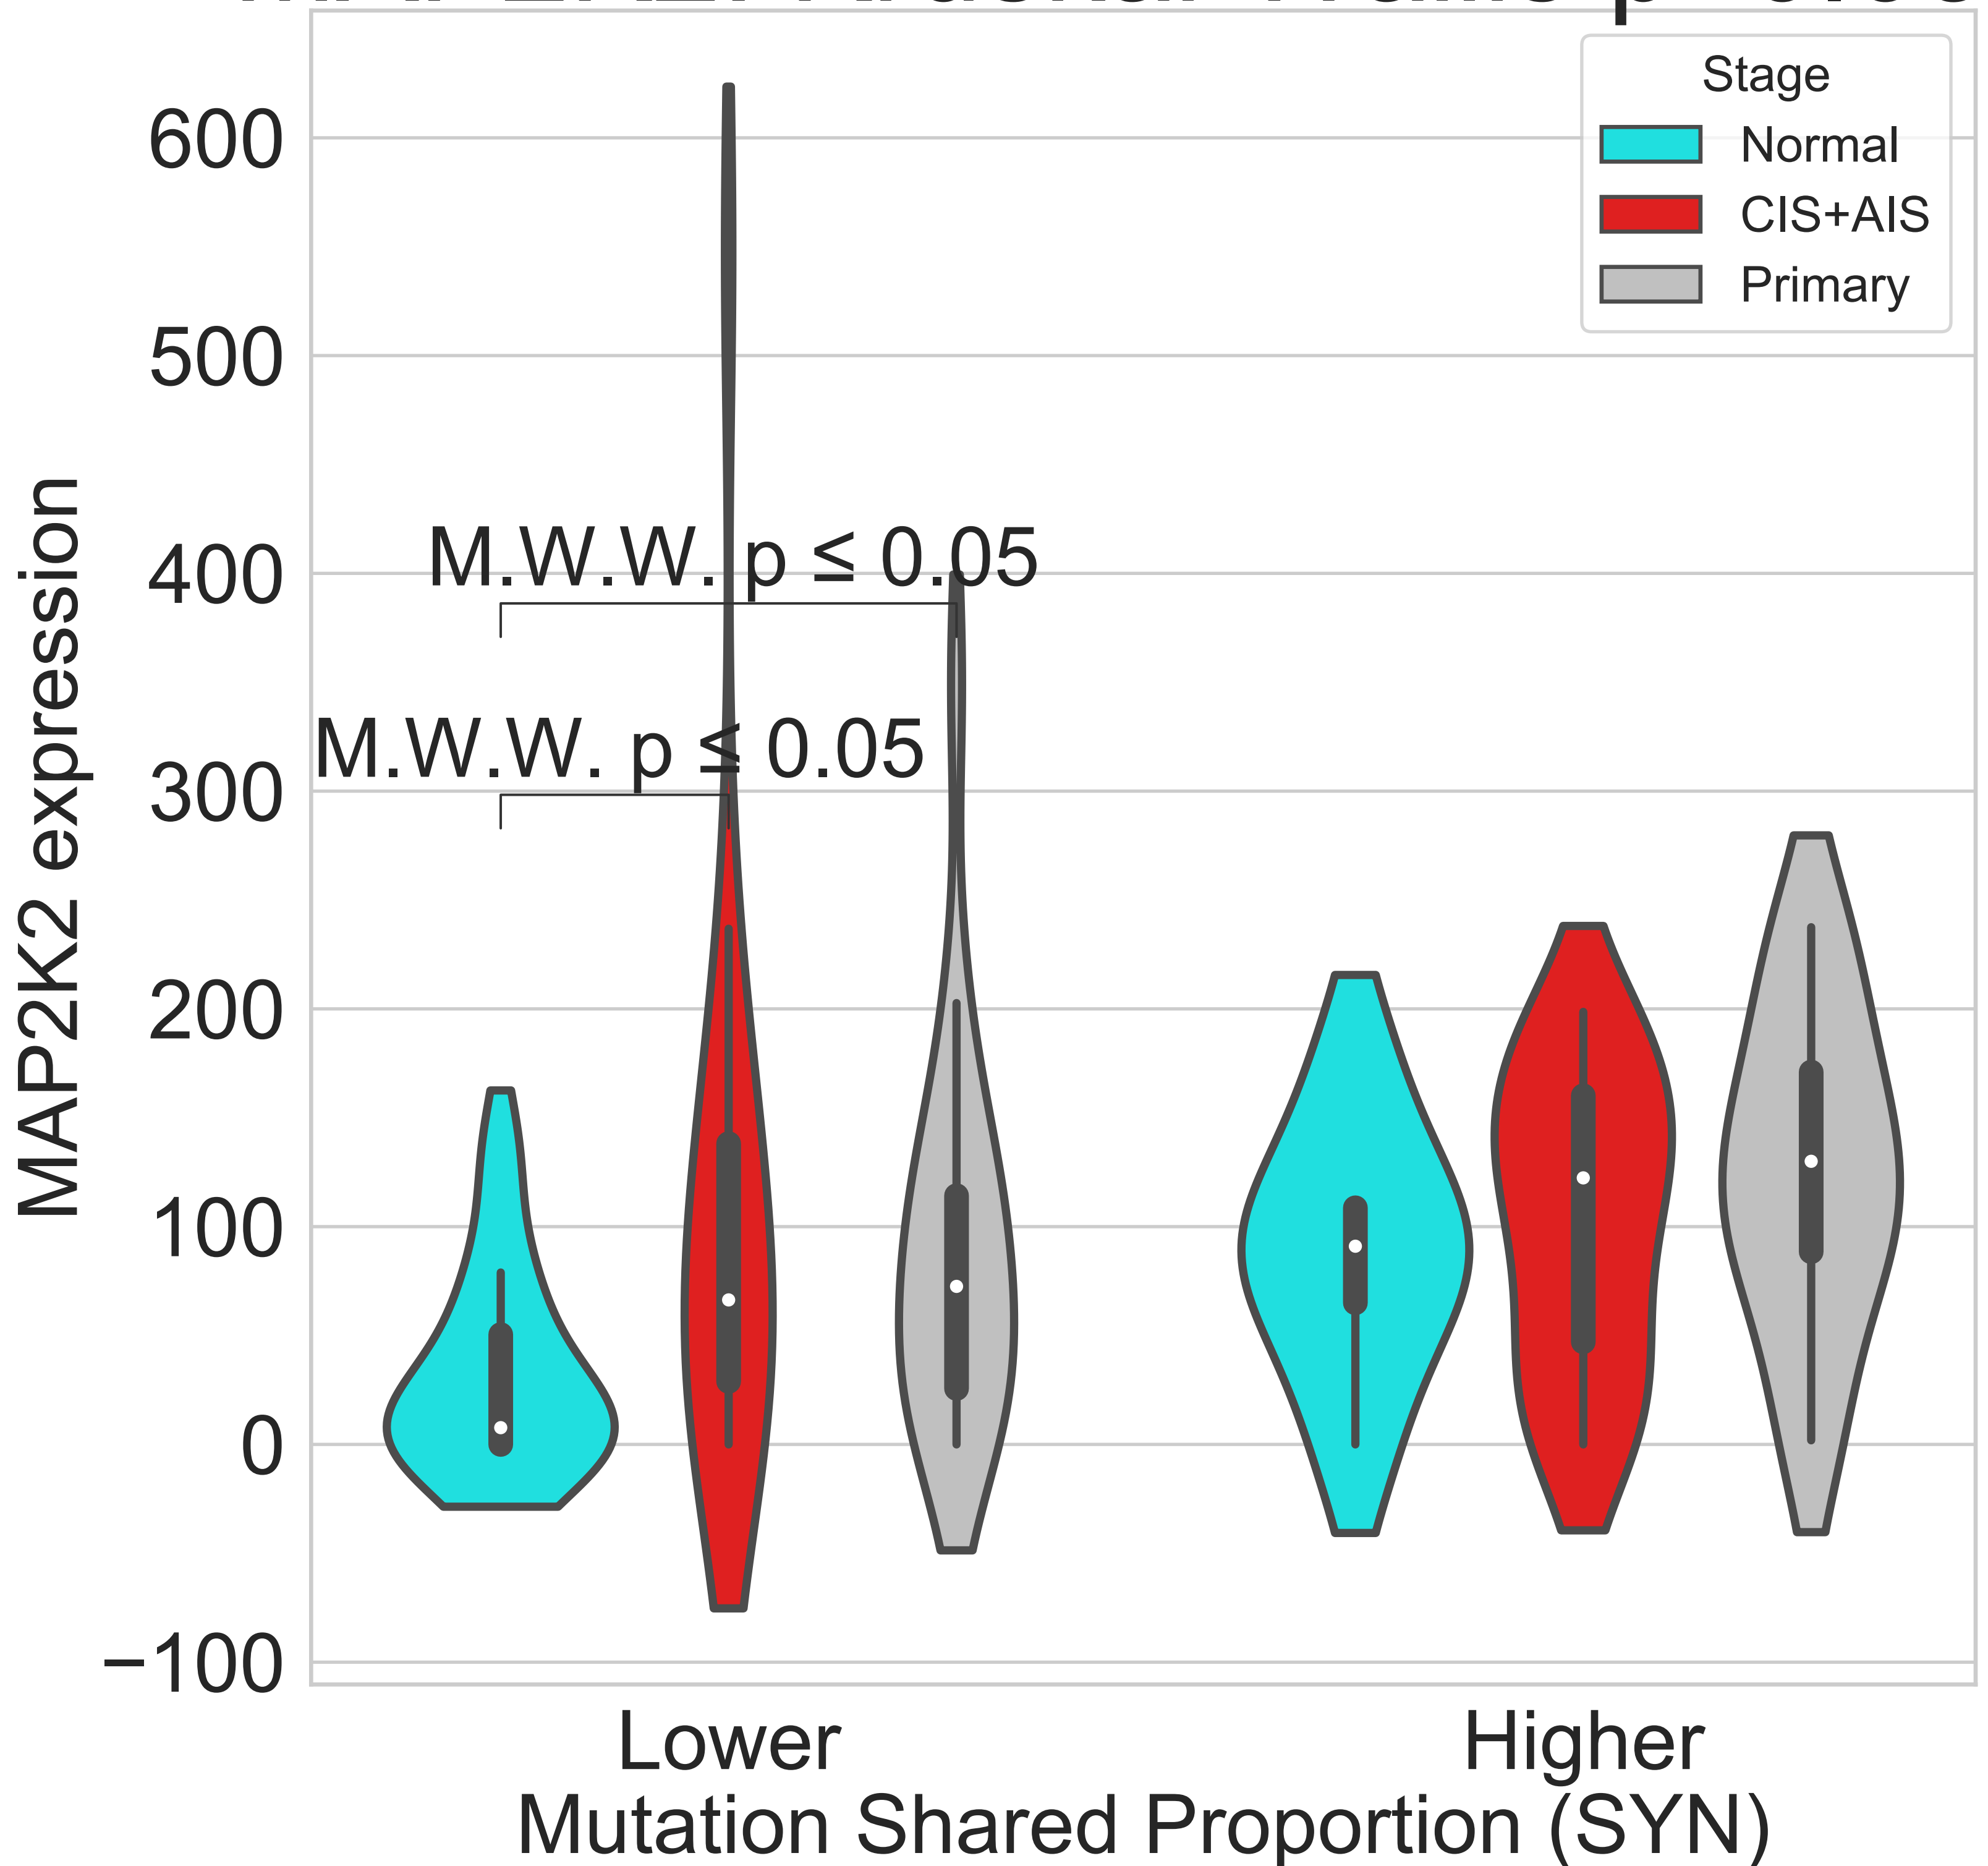 Stage
Normal
CIS+AIS
Primary
600
500
400
300
200
100
0
−100
MAP2K2 expression
M.W.W. p ≤ 0.05
M.W.W. p ≤ 0.05
Lower
Higher
Mutation Shared Proportion (SYN)